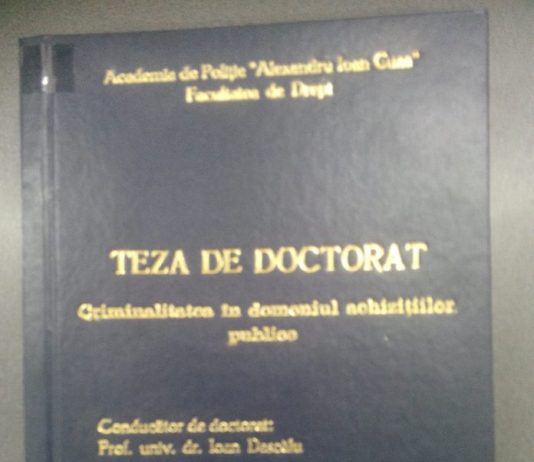 Academia de Poliţie "Alexandru Ioan Cuza"
Facultatea de Drept
TEZA DE DOCTORAT
Criminalitatea în domeniul achiziţiilor
publice
Conducător de doctorat:
Prof. univ. dr. Ioan